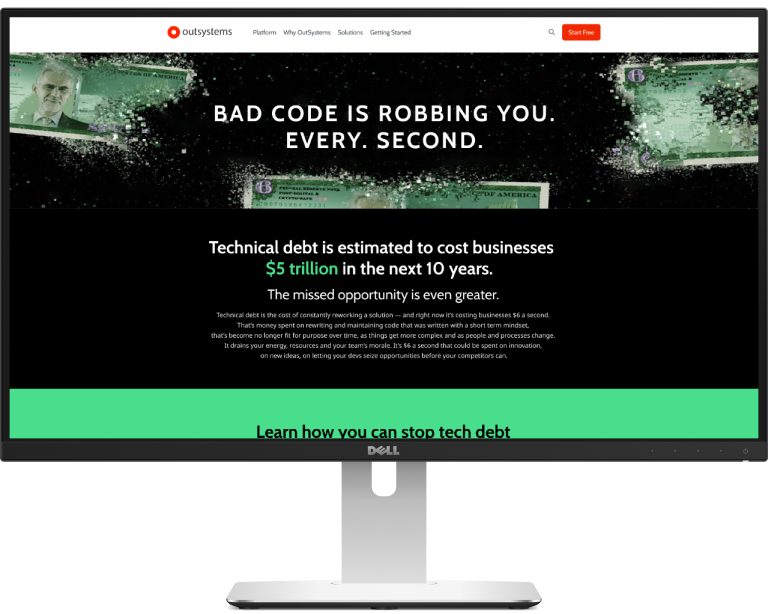 outsystems
Platform Why OutSystems Solutions Getting Started
Start Free
BAD CODE IS ROBBING YOU.
EVERY. SECOND.
Technical debt is estimated to cost businesses
$5 trillion in the next 10 years.
The missed opportunity is even greater.
Technical debt is the cost of constantly reworking a solution — and right now it's costing businesses $6 a second.
That's money spent on rewriting and maintaining code that was written with a short term mindset,
that's become no longer fit for purpose over time, as things get more complex and as people and processes change.
It drains your energy, resources and your team's morale. It's $6 a second that could be spent on innovation,
on new ideas, on letting your devs seize opportunities before your competitors can.
Learn how you can stop tech debt
DELL